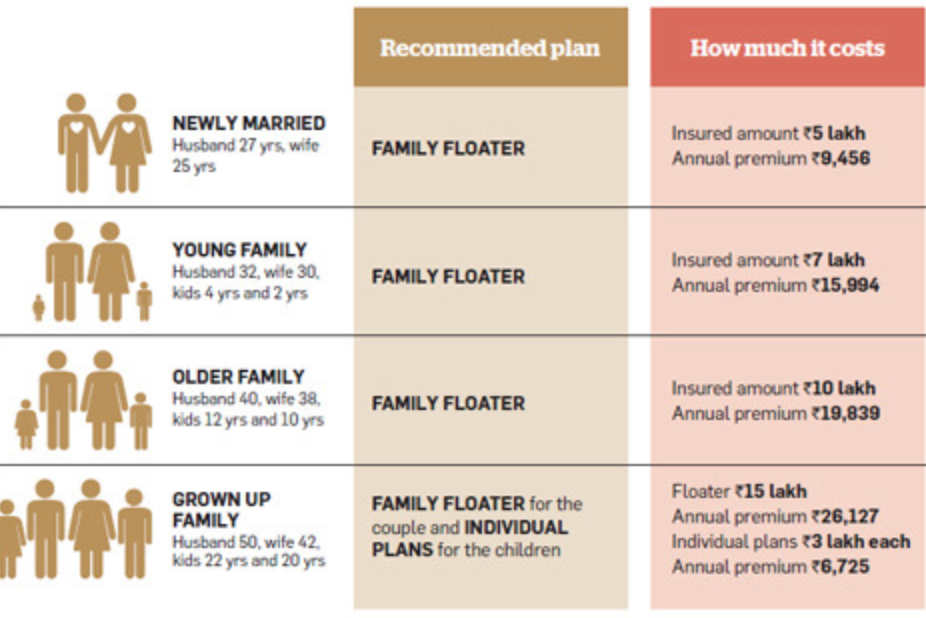 Recommended plan
How much it costs
NEWLY MARRIED
Husband 27 yrs, wife
25 yrs
FAMILY FLOATER
Insured amount ₹5 lakh
Annual premium ₹9,456
YOUNG FAMILY
Husband 32, wife 30,
kids 4 yrs and 2 yrs
FAMILY FLOATER
Insured amount ₹7 lakh
Annual premium ₹15,994
OLDER FAMILY
Husband 40, wife 38,
kids 12 yrs and 10 yrs
FAMILY FLOATER
Insured amount ₹10 lakh
Annual premium ₹19,839
GROWN UP
FAMILY
Husband 50, wife 42,
kids 22 yrs and 20 yrs
FAMILY FLOATER for the
couple and INDIVIDUAL
PLANS for the children
Floater ₹15 lakh
Annual premium ₹26,127
Individual plans ₹3 lakh each
Annual premium ₹6,725